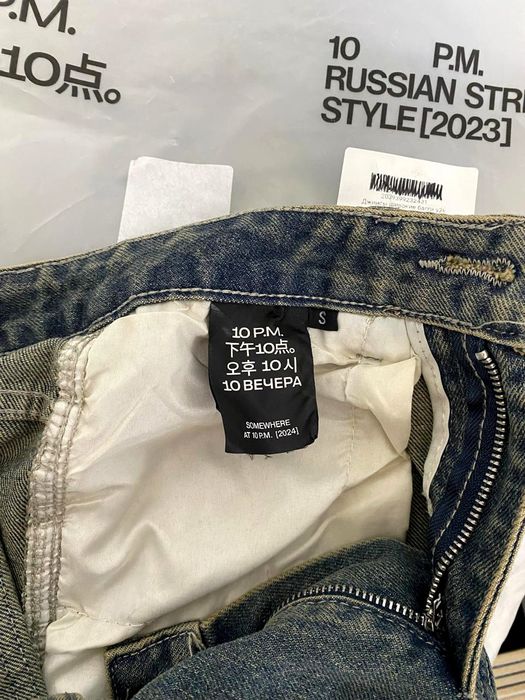 P.M.
10点。
10 P.M.
RUSSIAN STR
STYLE[2023]
2029399232421
S
10 P.M.
下午10点。
오후 10시
10 ВЕЧЕРА
SOMEWHERE
AT 10 P.M. [2024]